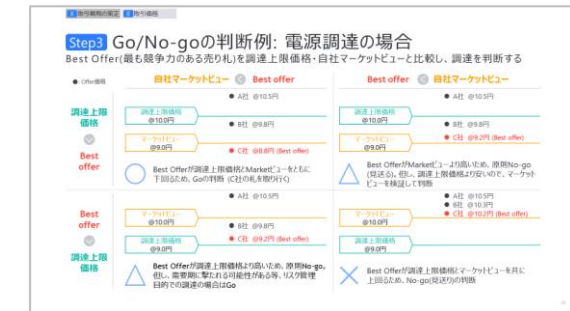 取引戦略の策定 取引価格
Step3 Go/No-goの判断例: 電源調達の場合
Best Offer(最も競争力のある売り札)を調達上限価格・自社マーケットビューと比較し、調達を判断する
●: Offer価格
自社マーケットビュー Best offer
Best offer 自社マーケットビュー
調達上限価格
Best offer
● A社 @10.5円
調達上限価格
@10.0円
● B社 @9.8円
マーケットビュー
@9.0円
● C社 @8.8円 (Best offer)
Best Offerが調達上限価格とMarketビューをともに
下回るため、Goの判断 (C社の札を取り行く)
● A社 @10.5円
調達上限価格
@10.0円
● B社 @9.8円
● C社 @9.2円 (Best offer)
マーケットビュー
@9.0円
Best OfferがMarketビューより高いため、原則No-go
(見送る)。但し、調達上限価格より安いので、マーケット
ビューを検証して判断
Best offer
調達上限価格
● A社 @10.5円
マーケットビュー
@10.0円
● B社 @9.8円
● C社 @9.2円 (Best offer)
調達上限価格
@9.0円
Best Offerが調達上限価格より高いため、原則No-go。
但し、需要期に撃たれる可能性がある等、リスク管理
目的での調達の場合はGo
● A社 @10.5円
● B社 @10.3円
● C社 @10.2円 (Best offer)
マーケットビュー
@10.0円
調達上限価格
@9.0円
Best Offerが調達上限価格とマーケットビューを共に
上回るため、No-go(見送り)の判断